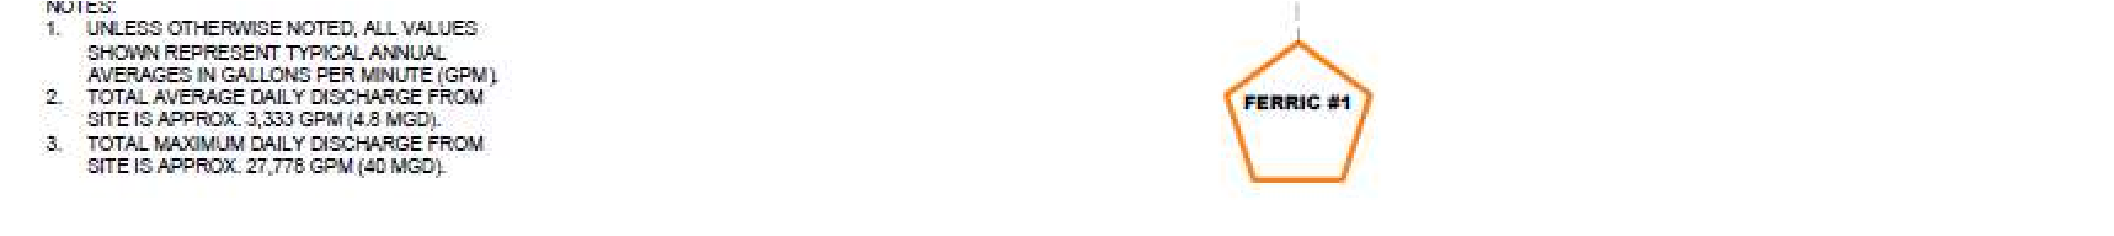 NOTES:
1. UNLESS OTHERWISE NOTED, ALL VALUES
SHOWN REPRESENT TYPICAL ANNUAL
AVERAGES IN GALLONS PER MINUTE (GPM).
2. TOTAL AVERAGE DAILY DISCHARGE FROM
SITE IS APPROX. 3,333 GPM (4.8 MGD).
3. TOTAL MAXIMUM DAILY DISCHARGE FROM
SITE IS APPROX. 27,778 GPM (40 MGD).
FERRIC #1